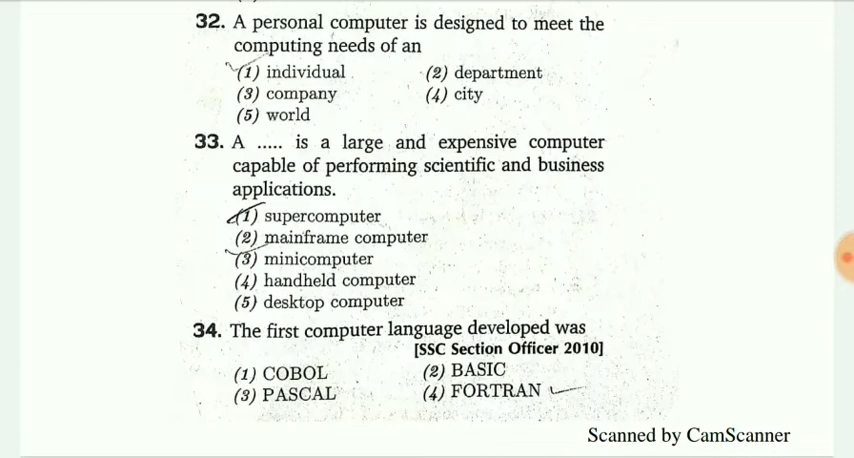 32. A personal computer is designed to meet the
computing needs of an
(1) individual (2) department
(3) company (4) city
(5) world
33. A ..... is a large and expensive computer
capable of performing scientific and business
applications.
(1) supercomputer
(2) mainframe computer
(3) minicomputer
(4) handheld computer
(5) desktop computer
34. The first computer language developed was
[SSC Section Officer 2010]
(1) COBOL (2) BASIC
(3) PASCAL (4) FORTRAN
Scanned by CamScanner